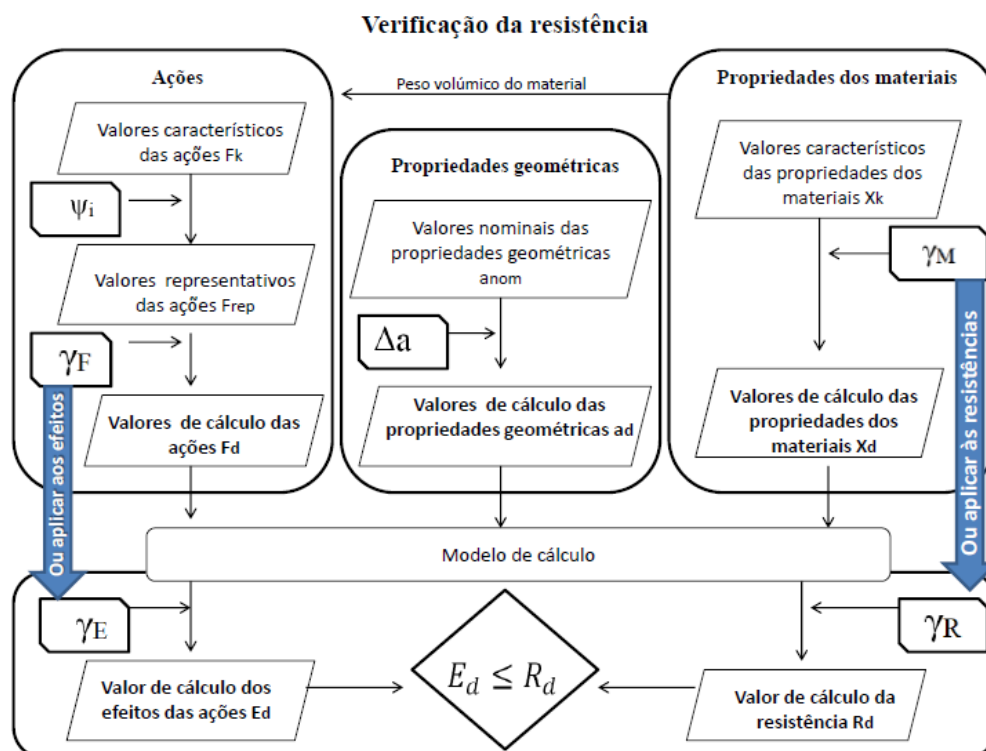 Verificação da resistência
Ações
Valores característicos
das ações Fk
ψi
Valores representativos
das ações Frep
γF
Valores de cálculo das
ações Fd
Ou aplicar aos efeitos
Peso volúmico do material
Propriedades geométricas
Valores nominais das
propriedades geométricas
anom
Δa
Valores de cálculo das
propriedades geométricas ad
Propriedades dos materiais
Valores característicos
das propriedades dos
materiais Xk
γM
Valores de cálculo das
propriedades dos
materiais Xd
Ou aplicar às resistências
Modelo de cálculo
γE
Valor de cálculo dos
efeitos das ações Ed
E_d ≤ R_d
γR
Valor de cálculo da
resistência Rd